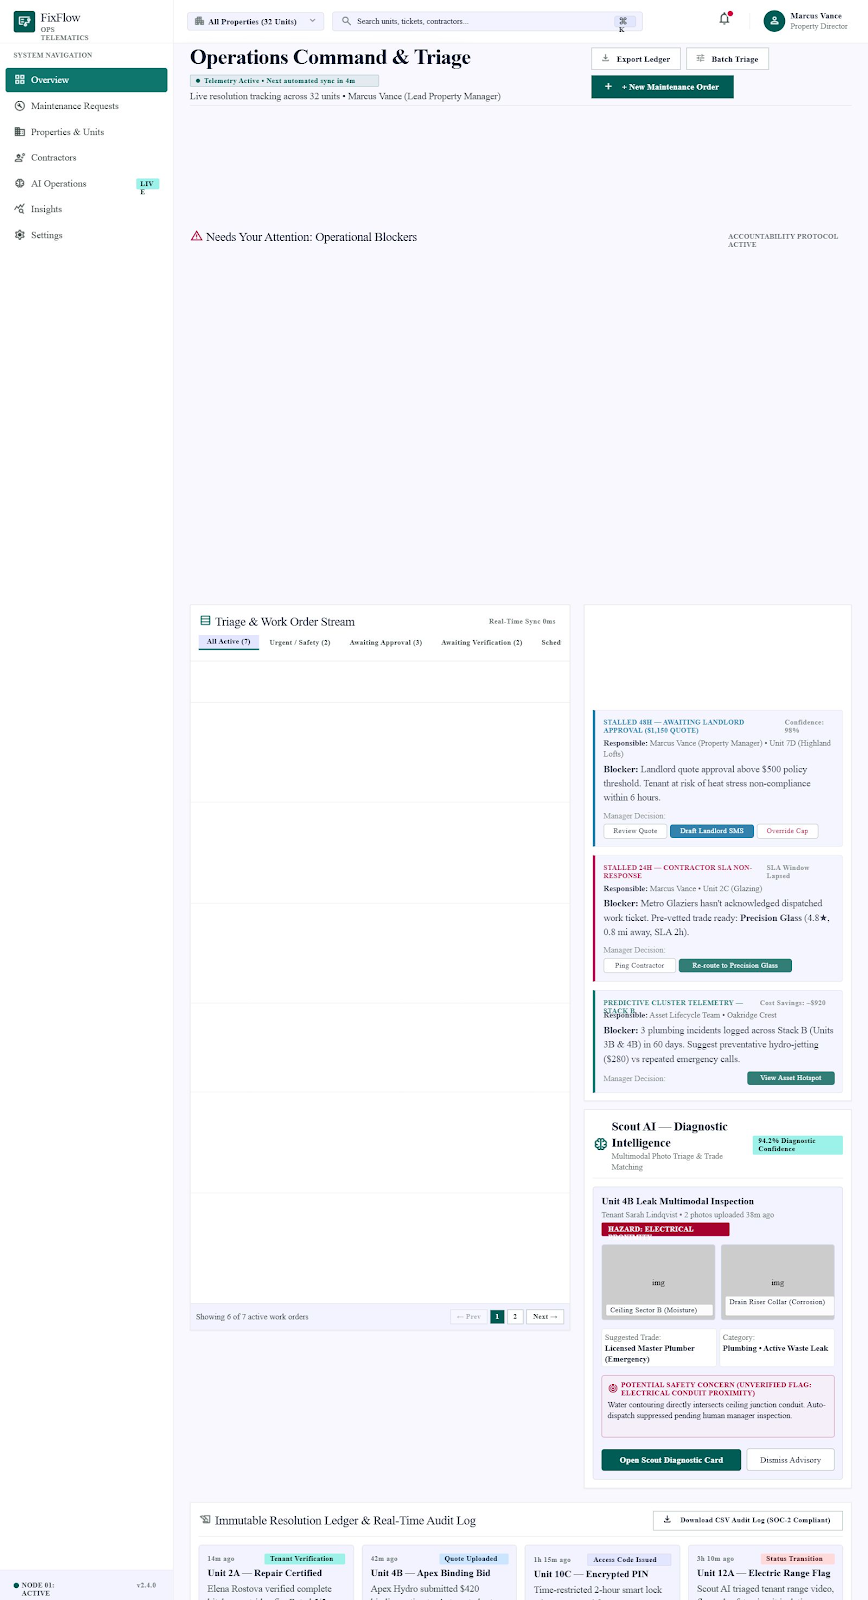 FixFlow
OPS
TELEMATICS
All Properties (32 Units)
Search units, tickets, contractors...
⌘
K
Marcus Vance
Property Director
SYSTEM NAVIGATION
Overview
Maintenance Requests
Properties & Units
Contractors
AI Operations
LIV
E
Insights
Settings
NODE 01:
ACTIVE
v2.4.0
Operations Command & Triage
Telemetry Active • Next automated sync in 4m
Live resolution tracking across 32 units • Marcus Vance (Lead Property Manager)
Export Ledger
Batch Triage
+ + New Maintenance Order
Needs Your Attention: Operational Blockers
ACCOUNTABILITY PROTOCOL
ACTIVE
Triage & Work Order Stream
Real-Time Sync 0ms
All Active (7)
Urgent / Safety (2)
Awaiting Approval (3)
Awaiting Verification (2)
Sched
Showing 6 of 7 active work orders
← Prev
1
2
Next →
STALLED 48H — AWAITING LANDLORD
APPROVAL ($1,150 QUOTE)
Confidence:
98%
Responsible: Marcus Vance (Property Manager) • Unit 7D (Highland
Lofts)
Blocker: Landlord quote approval above $500 policy
threshold. Tenant at risk of heat stress non-compliance
within 6 hours.
Manager Decision:
Review Quote
Draft Landlord SMS
Override Cap
STALLED 24H — CONTRACTOR SLA NON-
RESPONSE
SLA Window
Lapsed
Responsible: Marcus Vance • Unit 2C (Glazing)
Blocker: Metro Glaziers hasn't acknowledged dispatched
work ticket. Pre-vetted trade ready: Precision Glass (4.8★,
0.8 mi away, SLA 2h).
Manager Decision:
Ping Contractor
Re-route to Precision Glass
PREDICTIVE CLUSTER TELEMETRY —
STACK B
Cost Savings: ~$920
Responsible: Asset Lifecycle Team • Oakridge Crest
Blocker: 3 plumbing incidents logged across Stack B (Units
3B & 4B) in 60 days. Suggest preventative hydro-jetting
($280) vs repeated emergency calls.
Manager Decision:
View Asset Hotspot
Scout AI — Diagnostic
Intelligence
Multimodal Photo Triage & Trade
Matching
94.2% Diagnostic
Confidence
Unit 4B Leak Multimodal Inspection
Tenant Sarah Lindqvist • 2 photos uploaded 38m ago
HAZARD: ELECTRICAL
PROXIMITY
img
Ceiling Sector B (Moisture)
img
Drain Riser Collar (Corrosion)
Suggested Trade:
Licensed Master Plumber
(Emergency)
Category:
Plumbing • Active Waste Leak
POTENTIAL SAFETY CONCERN (UNVERIFIED FLAG:
ELECTRICAL CONDUIT PROXIMITY)
Water contouring directly intersects ceiling junction conduit. Auto-
dispatch suppressed pending human manager inspection.
Open Scout Diagnostic Card
Dismiss Advisory
Immutable Resolution Ledger & Real-Time Audit Log
Download CSV Audit Log (SOC-2 Compliant)
14m ago
Tenant Verification
Unit 2A — Repair Certified
Elena Rostova verified complete
42m ago
Quote Uploaded
Unit 4B — Apex Binding Bid
Apex Hydro submitted $420
1h 15m ago
Access Code Issued
Unit 10C — Encrypted PIN
Time-restricted 2-hour smart lock
3h 10m ago
Status Transition
Unit 12A — Electric Range Flag
Scout AI triaged tenant range video,